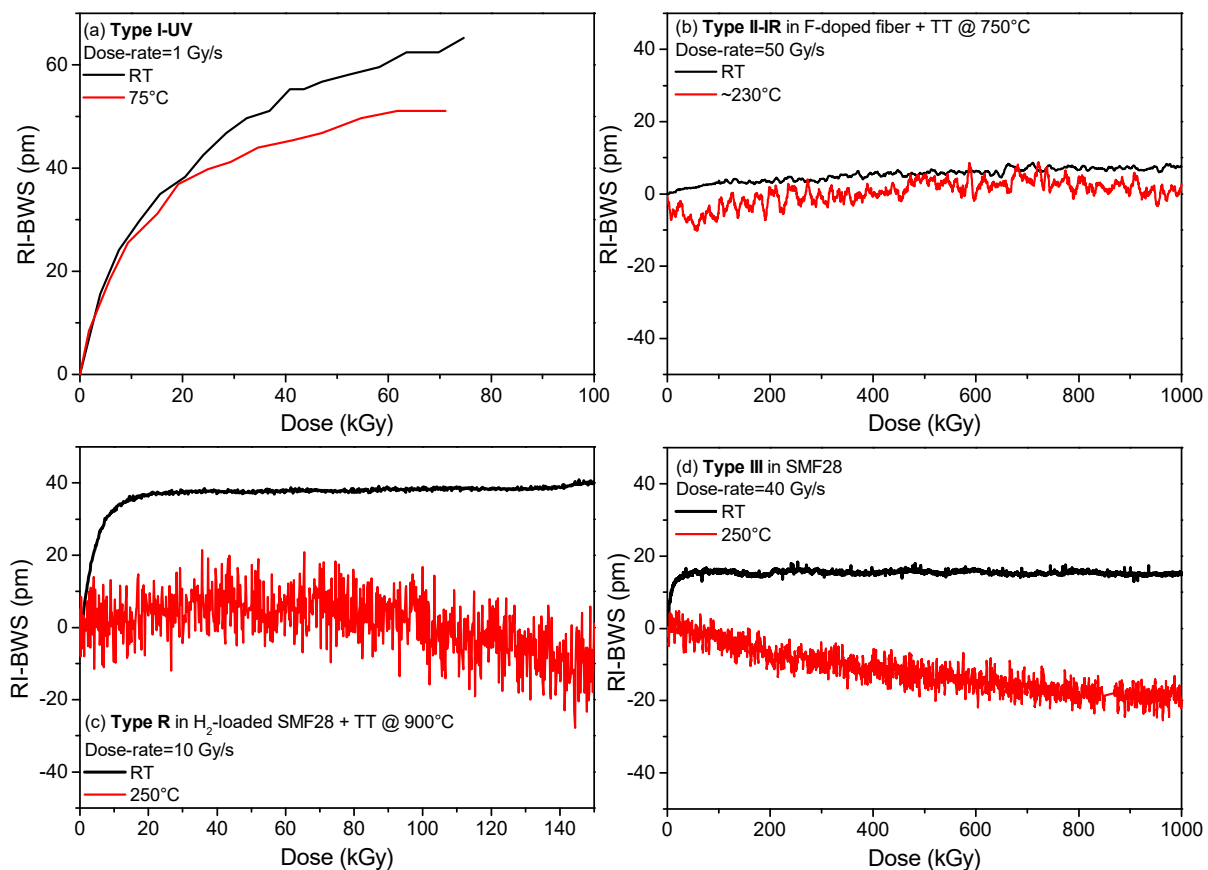 (a) Type I-UV
Dose-rate=1 Gy/s
RT
75°C
RI-BWS (pm)
60
40
20
0
0 20 40 60 80 100
Dose (kGy)
(b) Type II-IR in F-doped fiber + TT @ 750°C
Dose-rate=50 Gy/s
RT
~230°C
RI-BWS (pm)
40
20
0
-20
-40
0 200 400 600 800 1000
Dose (kGy)
(c) Type R in H2-loaded SMF28 + TT @ 900°C
Dose-rate=10 Gy/s
RT
250°C
RI-BWS (pm)
40
20
0
-20
-40
0 20 40 60 80 100 120 140
Dose (kGy)
(d) Type III in SMF28
Dose-rate=40 Gy/s
RT
250°C
RI-BWS (pm)
40
20
0
-20
-40
0 200 400 600 800 1000
Dose (kGy)